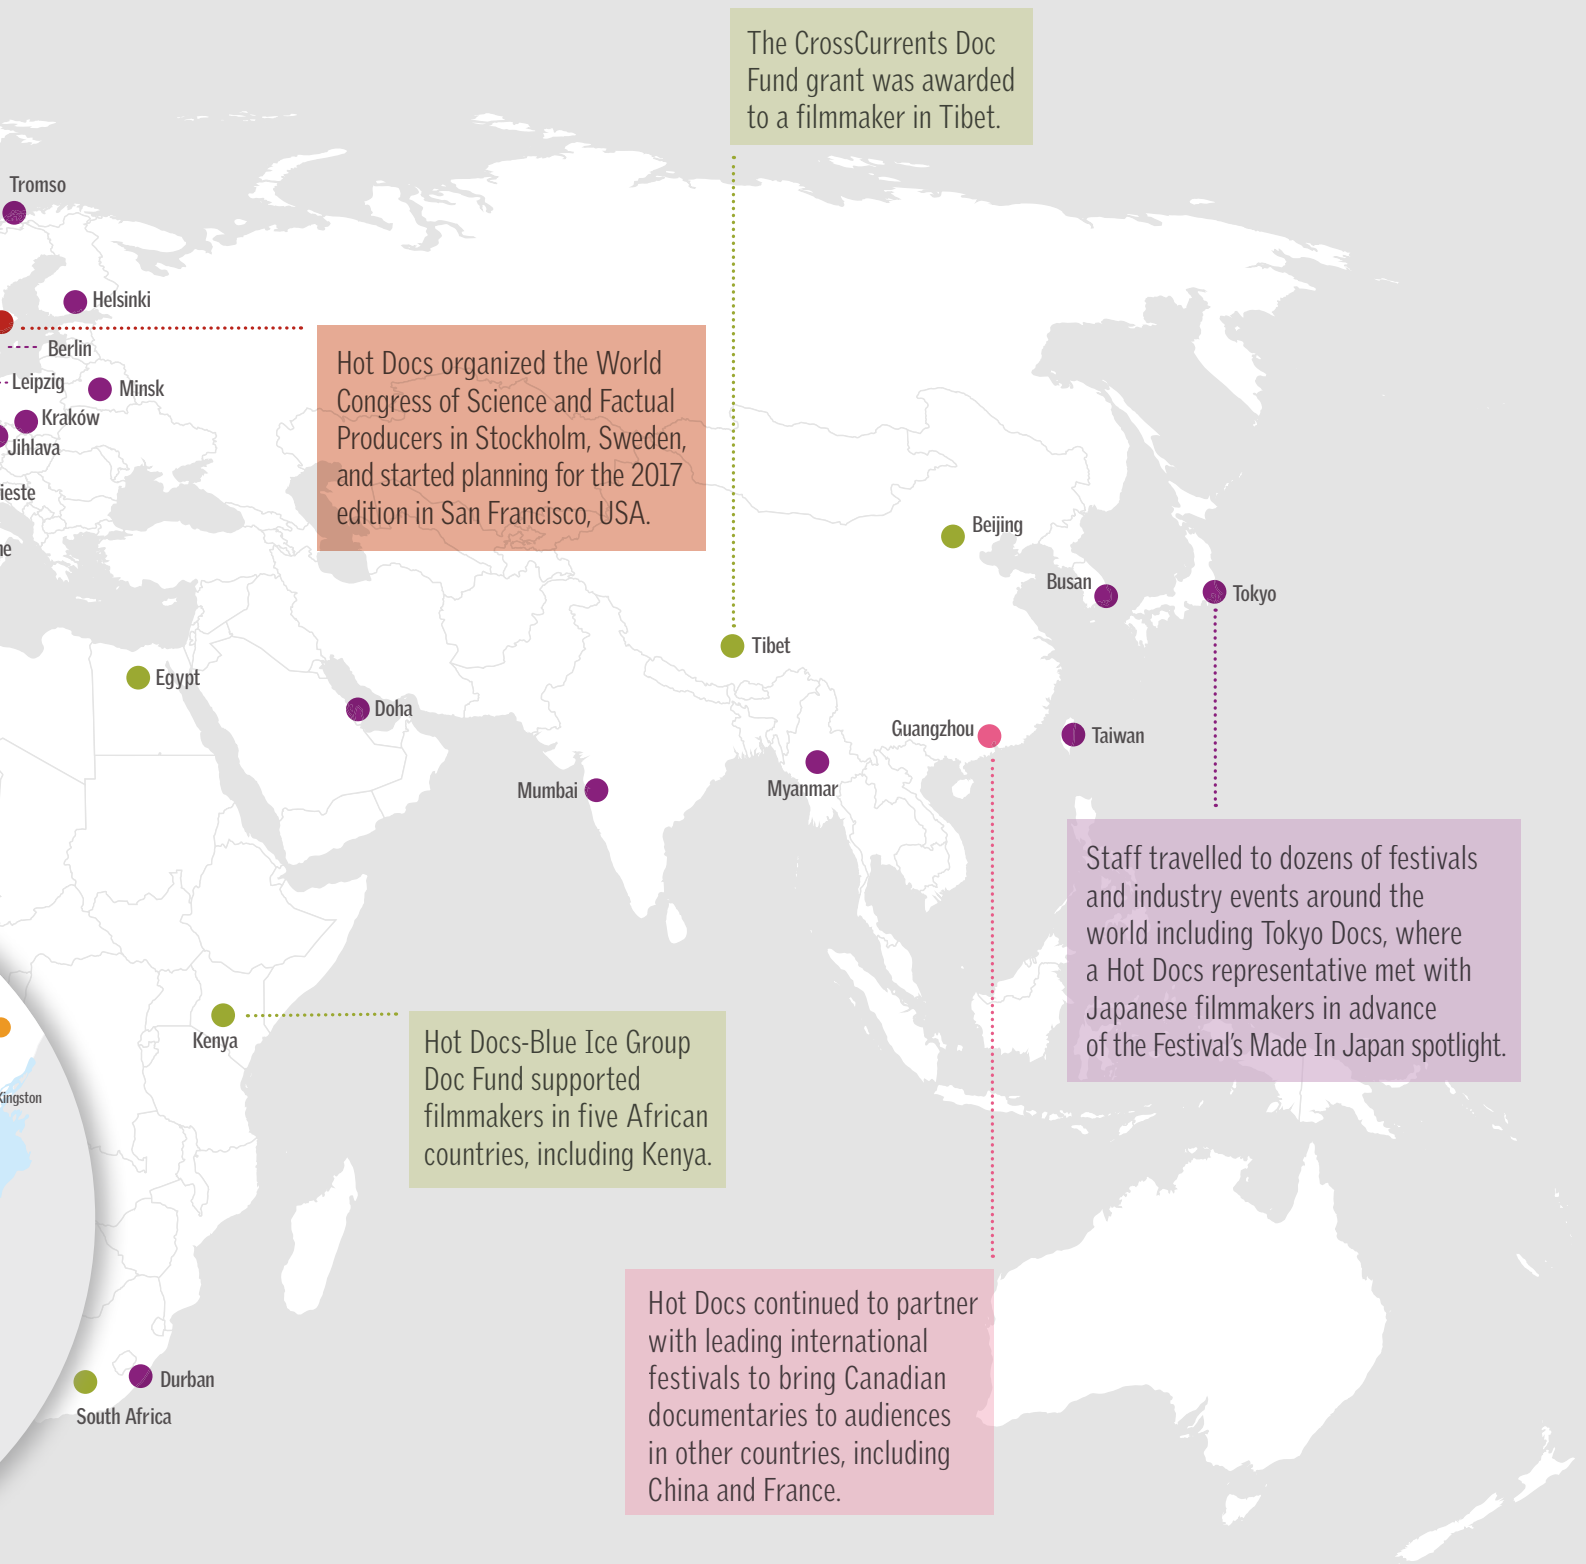 The CrossCurrents Doc
Fund grant was awarded
to a filmmaker in Tibet.
Tromso
Helsinki
Berlin
Leipzig
Minsk
Kraków
Jihlava
Hot Docs organized the World
Congress of Science and Factual
Producers in Stockholm, Sweden,
and started planning for the 2017
edition in San Francisco, USA.
Beijing
Busan
Tokyo
Tibet
Egypt
Doha
Guangzhou
Taiwan
Mumbai
Myanmar
Staff travelled to dozens of festivals
and industry events around the
world including Tokyo Docs, where
a Hot Docs representative met with
Japanese filmmakers in advance
of the Festival's Made In Japan spotlight.
Kenya
Kingston
Hot Docs-Blue Ice Group
Doc Fund supported
filmmakers in five African
countries, including Kenya.
Hot Docs continued to partner
with leading international
festivals to bring Canadian
documentaries to audiences
in other countries, including
China and France.
Durban
South Africa